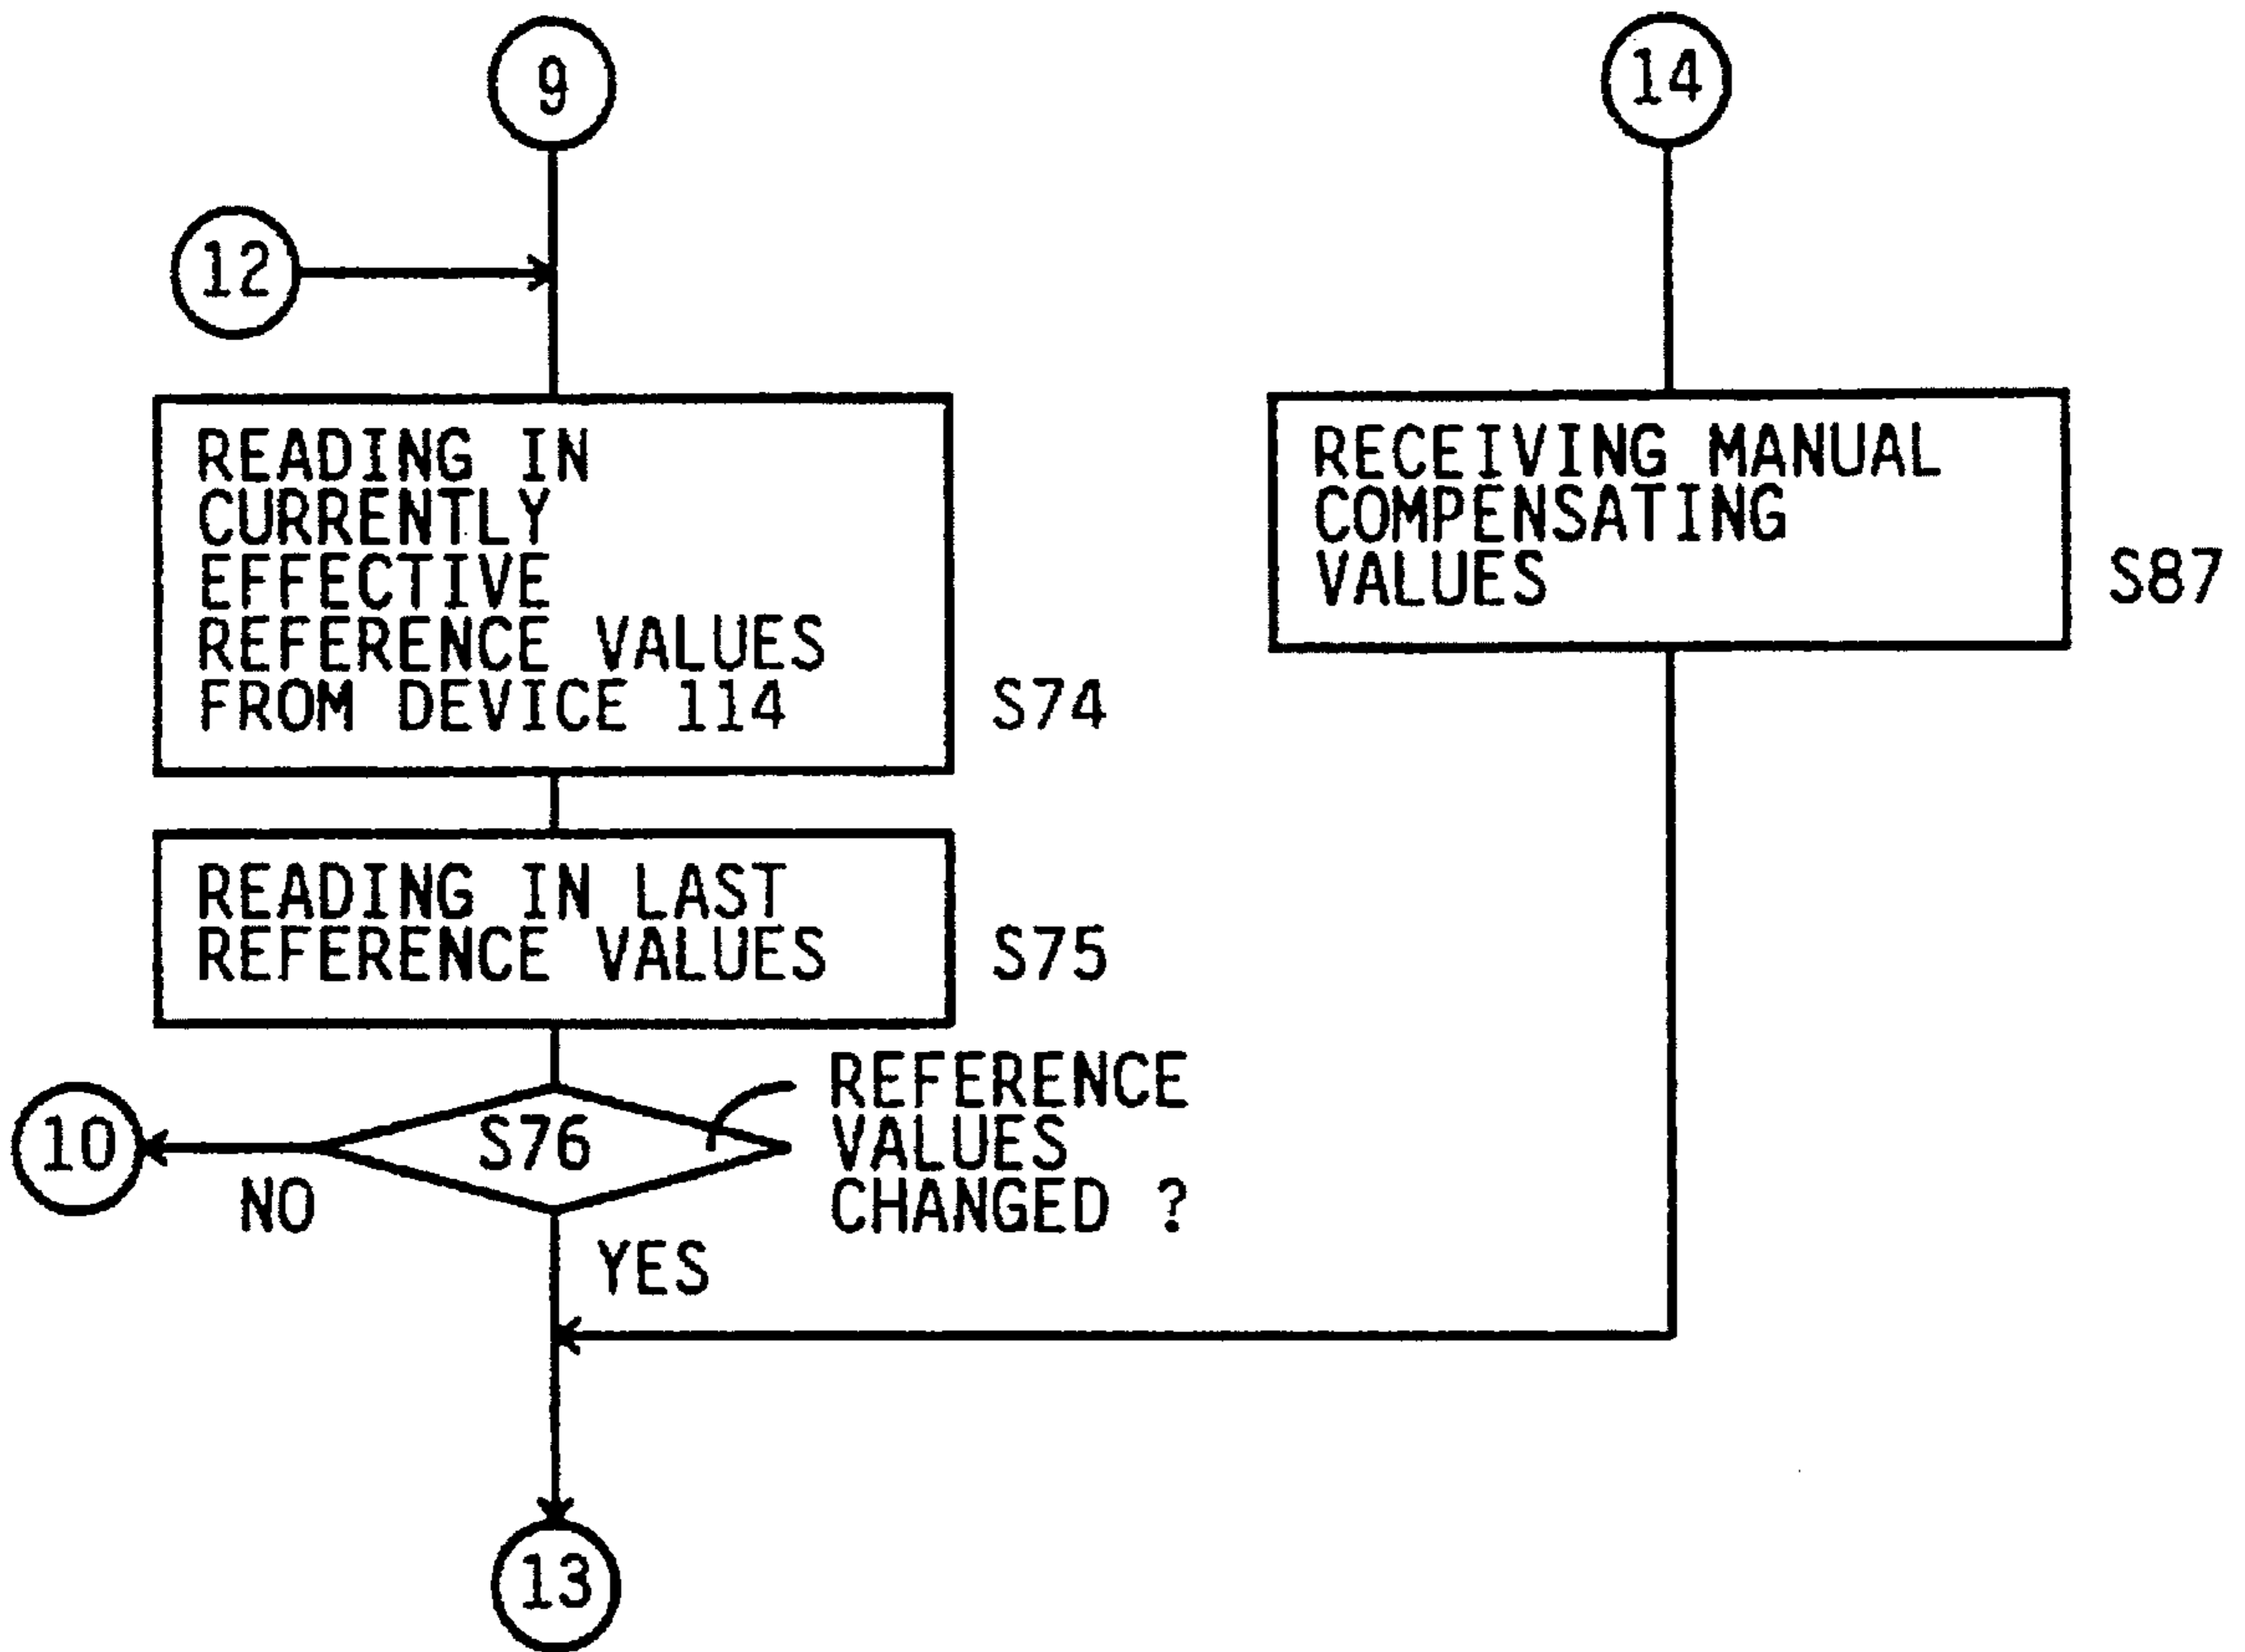 9
14
12
READING IN
CURRENTLY
EFFECTIVE
REFERENCE VALUES
FROM DEVICE 114
S74
RECEIVING MANUAL
COMPENSATING
VALUES
S87
READING IN LAST
REFERENCE VALUES
S75
10
NO
S76
REFERENCE
VALUES
CHANGED ?
YES
13